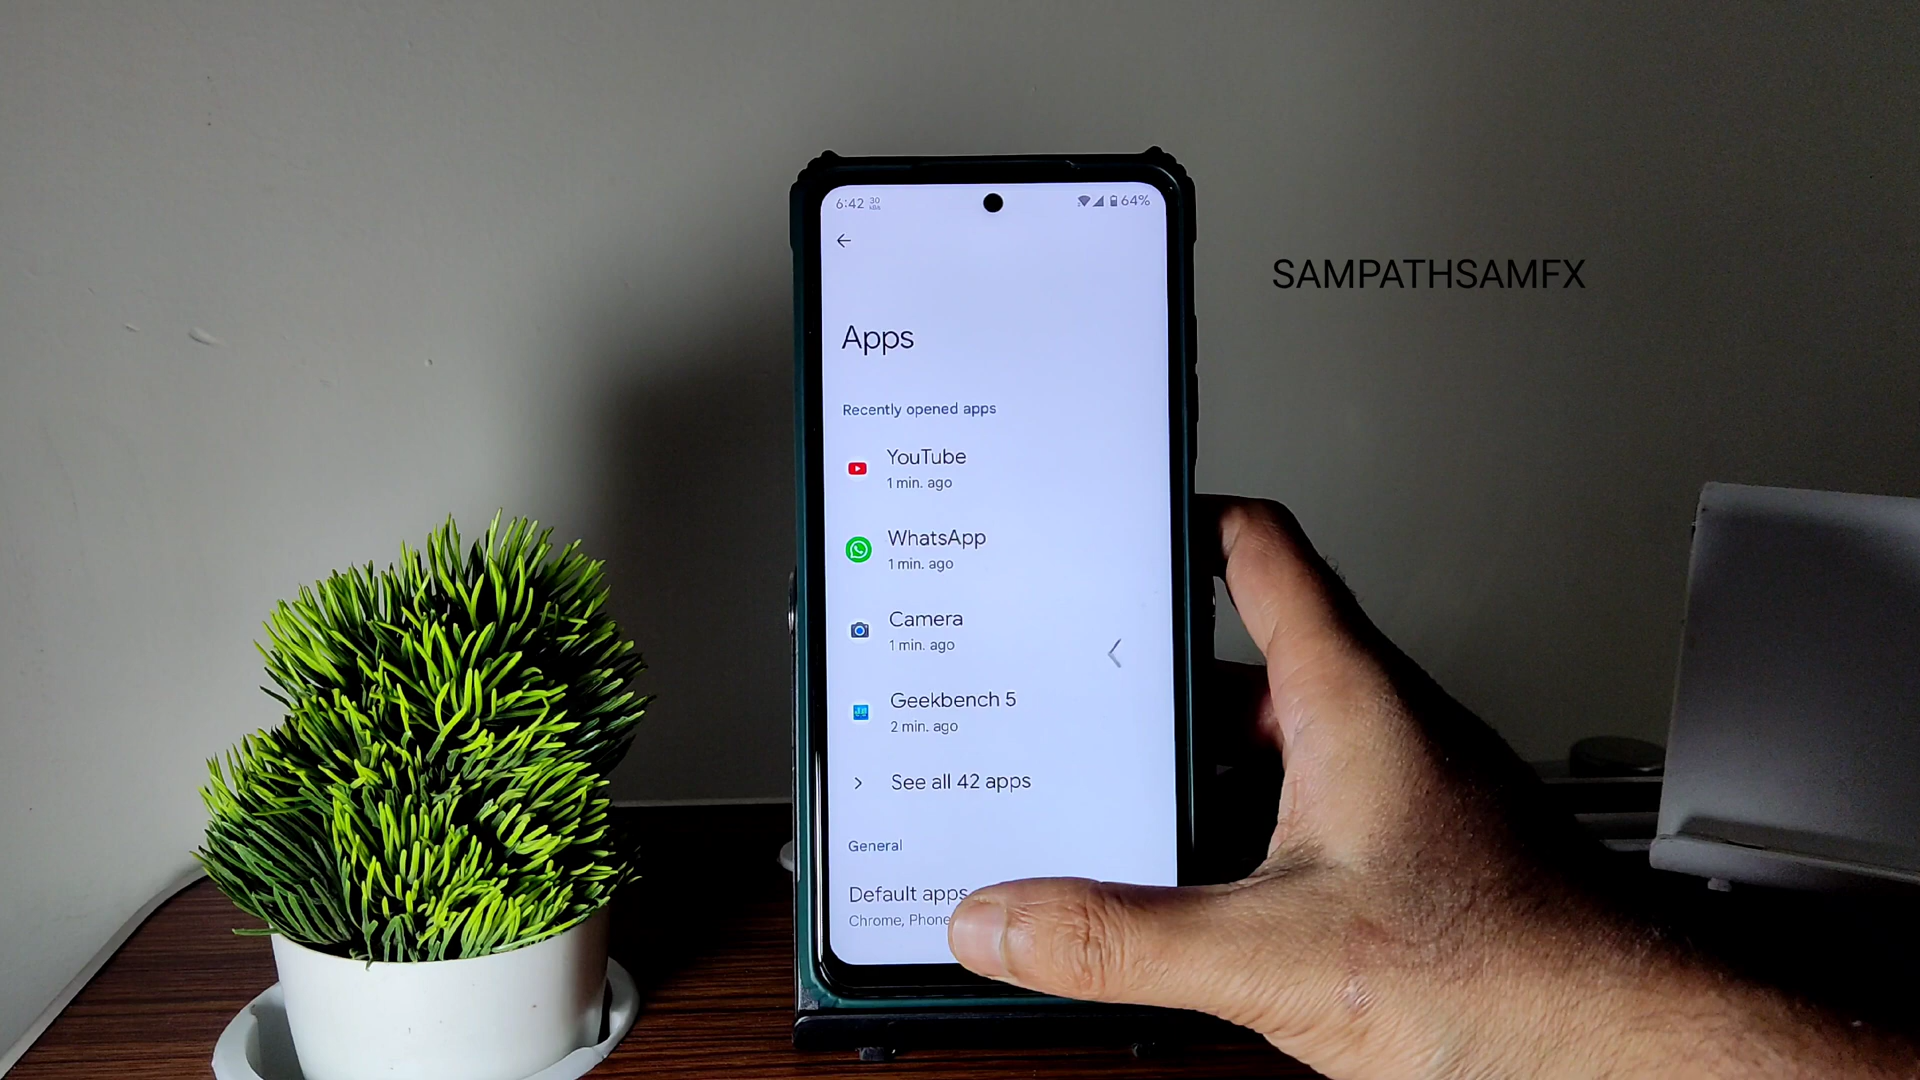 6:42
64%
SAMPATHSAMFX
Apps
Recently opened apps
YouTube
1 min. ago
WhatsApp
1 min. ago
Camera
1 min. ago
Geekbench 5
2 min. ago
See all 42 apps
General
Default apps
Chrome, Phone